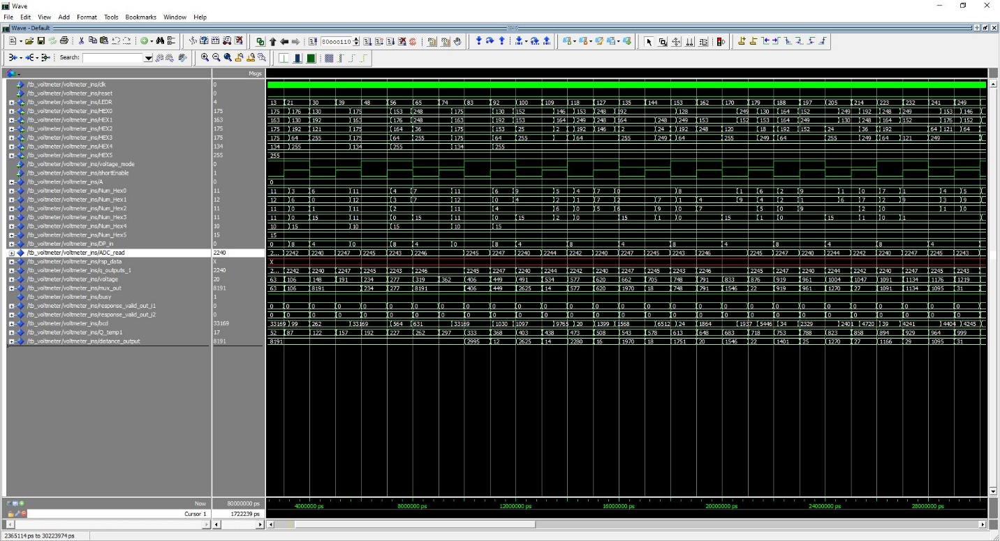 Wave
File Edit View Add Format Tools Bookmarks Window Help
Wave - Default
Search:
Msgs
/tb_voltmeter/voltmeter_ins/clk 0
/tb_voltmeter/voltmeter_ins/reset 0
/tb_voltmeter/voltmeter_ins/LEDR 4 13 21 30 39 48 56 65 74 83 92 100 109 118 127 135 144 153 162 170 179 188 197 205 214 223 232 241 249
/tb_voltmeter/voltmeter_ins/HEX0 175 175 176 130 175 153 248 175 130 152 146 153 248 192 128 249 130 164 152 249 192 248 249 153 146
/tb_voltmeter/voltmeter_ins/HEX1 163 163 130 192 163 176 248 163 192 153 164 249 248 164 248 249 153 152 153 164 249 130 248 164 152 176 152
/tb_voltmeter/voltmeter_ins/HEX2 175 175 192 121 175 164 36 175 153 25 2 192 146 2 24 192 248 120 18 192 152 24 36 192 64 121 64
/tb_voltmeter/voltmeter_ins/HEX3 175 175 64 255 175 64 255 175 64 255 64 255 249 64 255 249 64 255 249 64 121 249
/tb_voltmeter/voltmeter_ins/HEX4 134 134 255 134 255 134 255
/tb_voltmeter/voltmeter_ins/HEX5 255 255
/tb_voltmeter/voltmeter_ins/voltage_mode 0
/tb_voltmeter/voltmeter_ins/shortEnable 1
/tb_voltmeter/voltmeter_ins/A 0 0
/tb_voltmeter/voltmeter_ins/Num_Hex0 11 11 3 6 11 4 7 11 6 9 5 4 7 0 8 1 6 2 9 1 0 7 1 4 5
/tb_voltmeter/voltmeter_ins/Num_Hex1 12 12 6 0 12 3 7 12 0 4 2 1 7 2 7 1 4 9 4 2 1 6 7 2 9 3 9
/tb_voltmeter/voltmeter_ins/Num_Hex2 11 11 0 1 11 2 11 4 6 0 5 6 9 0 7 5 0 9 2 0 1 0
/tb_voltmeter/voltmeter_ins/Num_Hex3 11 11 0 15 11 0 15 11 0 15 2 0 15 1 0 15 1 0 15 1 0 1
/tb_voltmeter/voltmeter_ins/Num_Hex4 10 10 15 10 15 10 15
/tb_voltmeter/voltmeter_ins/Num_Hex5 15 15
/tb_voltmeter/voltmeter_ins/DP_in 0 0 8 4 0 8 4 0 8 4 8 4 8 4 8 4 8 4 8 4
/tb_voltmeter/voltmeter_ins/ADC_read 2240 2... 2242 2240 2247 2245 2243 2246 2245 2247 2240 2244 2242 2240 2247 2245 2243 2246 2245 2247 2240 2244 2242 2240 2247 2245 2243
/tb_voltmeter/voltmeter_ins/rsp_data X X
/tb_voltmeter/voltmeter_ins/q_outputs_1 2240 2... 2242 2240 2247 2245 2243 2246 2245 2247 2240 2244 2242 2240 2247 2245 2243 2246 2245 2247 2240 2244 2242 2240 2247 2245 2243
/tb_voltmeter/voltmeter_ins/voltage 20 63 106 148 191 234 277 319 362 406 449 491 534 577 620 662 705 748 791 833 876 919 961 1004 1047 1091 1134 1176 1219
/tb_voltmeter/voltmeter_ins/mux_out 8191 63 106 8191 234 277 8191 406 449 2625 14 577 620 1970 18 748 791 1546 22 919 961 1270 27 1091 1134 1095 31
/tb_voltmeter/voltmeter_ins/busy 1
/tb_voltmeter/voltmeter_ins/response_valid_out_i1 0 0 0 0 0 0 0 0 0 0 0 0 0 0 0 0 0 0 0 0 0 0 0 0 0 0 0 0 0
/tb_voltmeter/voltmeter_ins/response_valid_out_i2 0 0 0 0 0 0 0 0 0 0 0 0 0 0 0 0 0 0 0 0 0 0 0 0 0 0 0 0 0
/tb_voltmeter/voltmeter_ins/bcd 33169 33169 99 262 33169 564 631 33169 1030 1097 9765 20 1399 1568 6512 24 1864 1937 5446 34 2329 2401 4720 39 4241 4404 4245
/tb_voltmeter/voltmeter_ins/Q_temp1 17 52 87 122 157 192 227 262 297 333 368 403 438 473 508 543 578 613 648 683 718 753 788 823 858 894 929 964 999
/tb_voltmeter/voltmeter_ins/distance_output 8191 8191 2995 12 2625 14 2280 16 1970 18 1751 20 1546 22 1401 25 1270 27 1166 29 1095 31
Now 80000000 ps
Cursor 1 1722239 ps
4000000 ps 8000000 ps 12000000 ps 16000000 ps 20000000 ps 24000000 ps 28000000 ps
2365114 ps to 30223974 ps